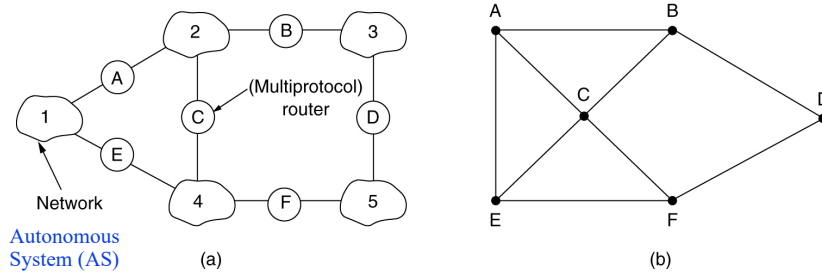 2
B
3
A
(Multiprotocol)
router
1
C
D
E
4
F
5
Network
Autonomous
System (AS)
(a)
A
B
C
D
E
F
(b)